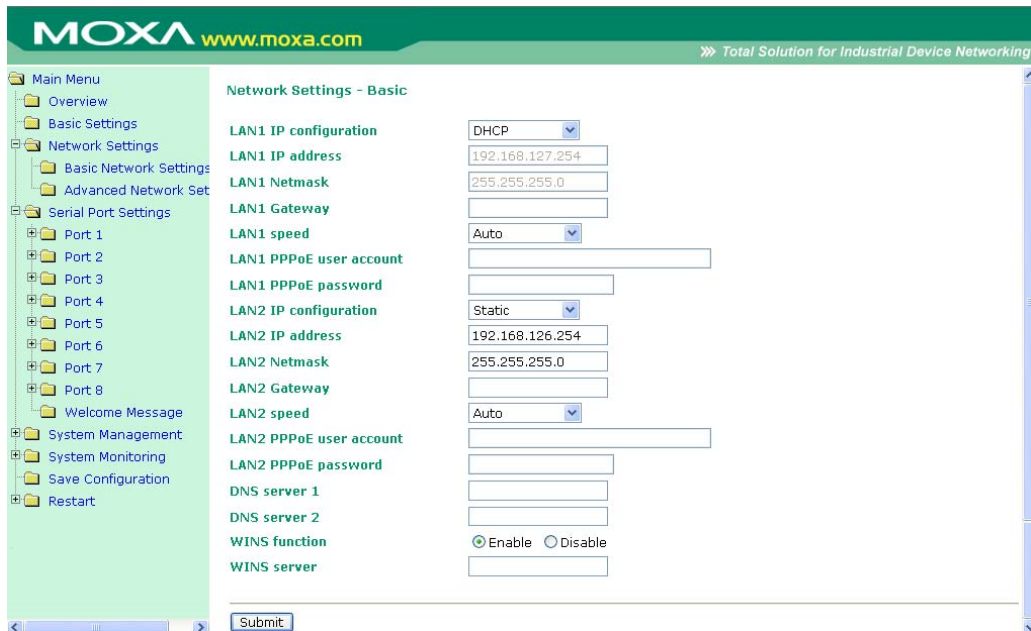 MOXA www.moxa.com
Total Solution for Industrial Device Networking
Main Menu
Overview
Basic Settings
Network Settings
Basic Network Settings
Advanced Network Set
Serial Port Settings
Port 1
Port 2
Port 3
Port 4
Port 5
Port 6
Port 7
Port 8
Welcome Message
System Management
System Monitoring
Save Configuration
Restart
Network Settings - Basic
LAN1 IP configuration DHCP
LAN1 IP address 192.168.127.254
LAN1 Netmask 255.255.255.0
LAN1 Gateway
LAN1 speed Auto
LAN1 PPPoE user account
LAN1 PPPoE password
LAN2 IP configuration Static
LAN2 IP address 192.168.126.254
LAN2 Netmask 255.255.255.0
LAN2 Gateway
LAN2 speed Auto
LAN2 PPPoE user account
LAN2 PPPoE password
DNS server 1
DNS server 2
WINS function Enable Disable
WINS server
Submit